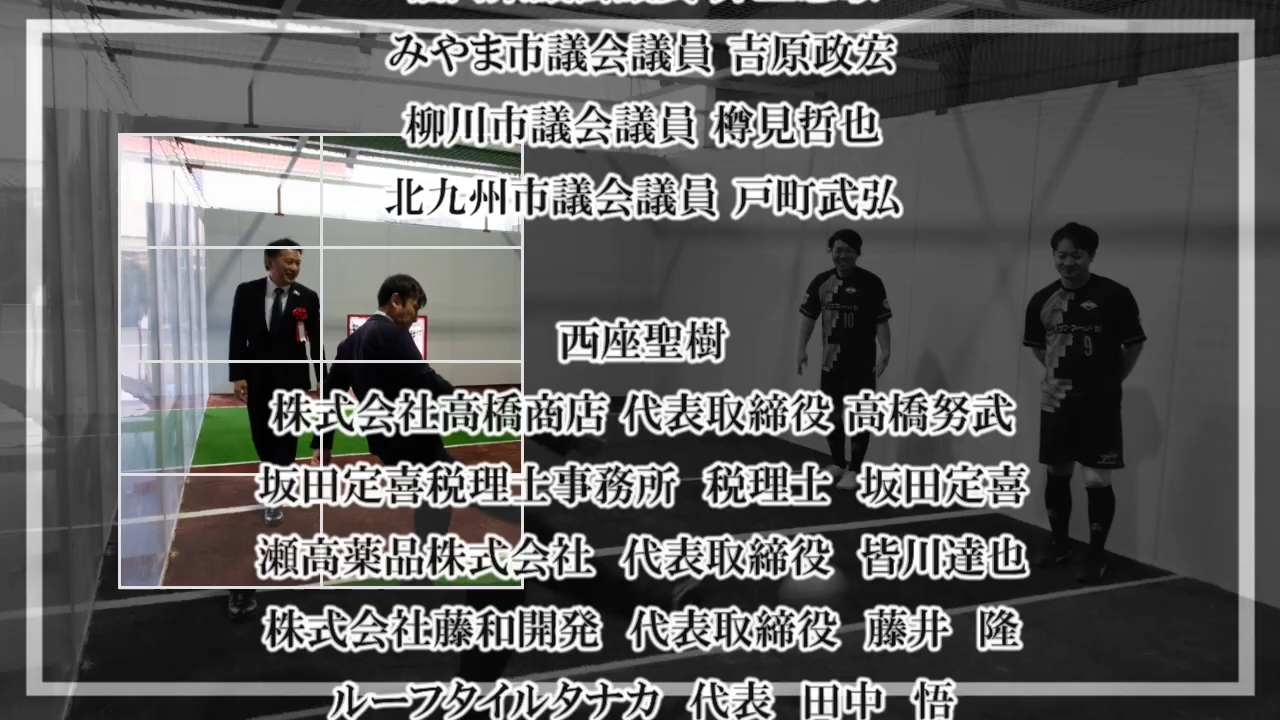 みやま市議会議員 吉原政宏
柳川市議会議員 樽見哲也
北九州市議会議員 戸町武弘
西座聖樹
株式会社高橋商店 代表取締役 高橋努武
坂田定喜税理士事務所 税理士 坂田定喜
瀬高薬品株式会社 代表取締役 皆川達也
株式会社藤和開発 代表取締役 藤井 隆
ルーフタイルタナカ 代表 田中 悟
10
9